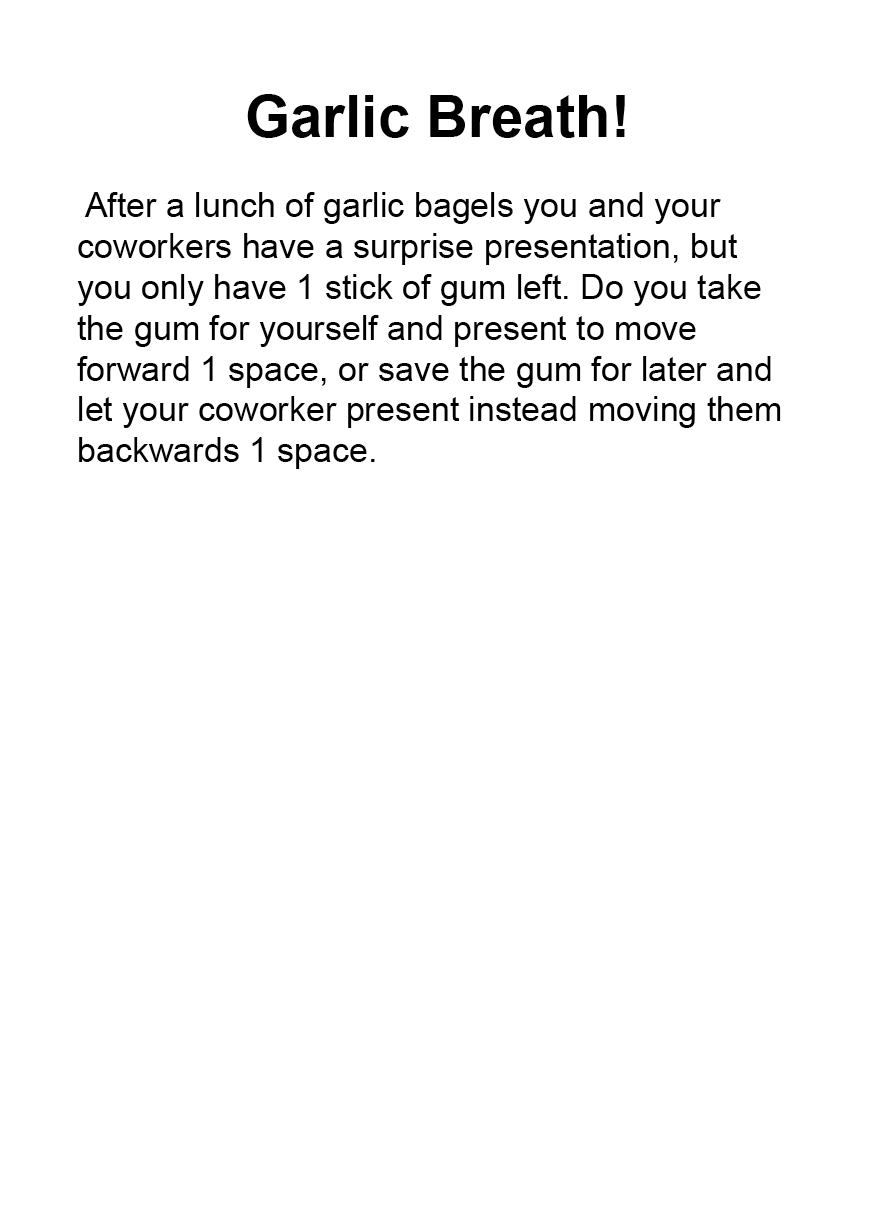 Garlic Breath!
After a lunch of garlic bagels you and your
coworkers have a surprise presentation, but
you only have 1 stick of gum left. Do you take
the gum for yourself and present to move
forward 1 space, or save the gum for later and
let your coworker present instead moving them
backwards 1 space.